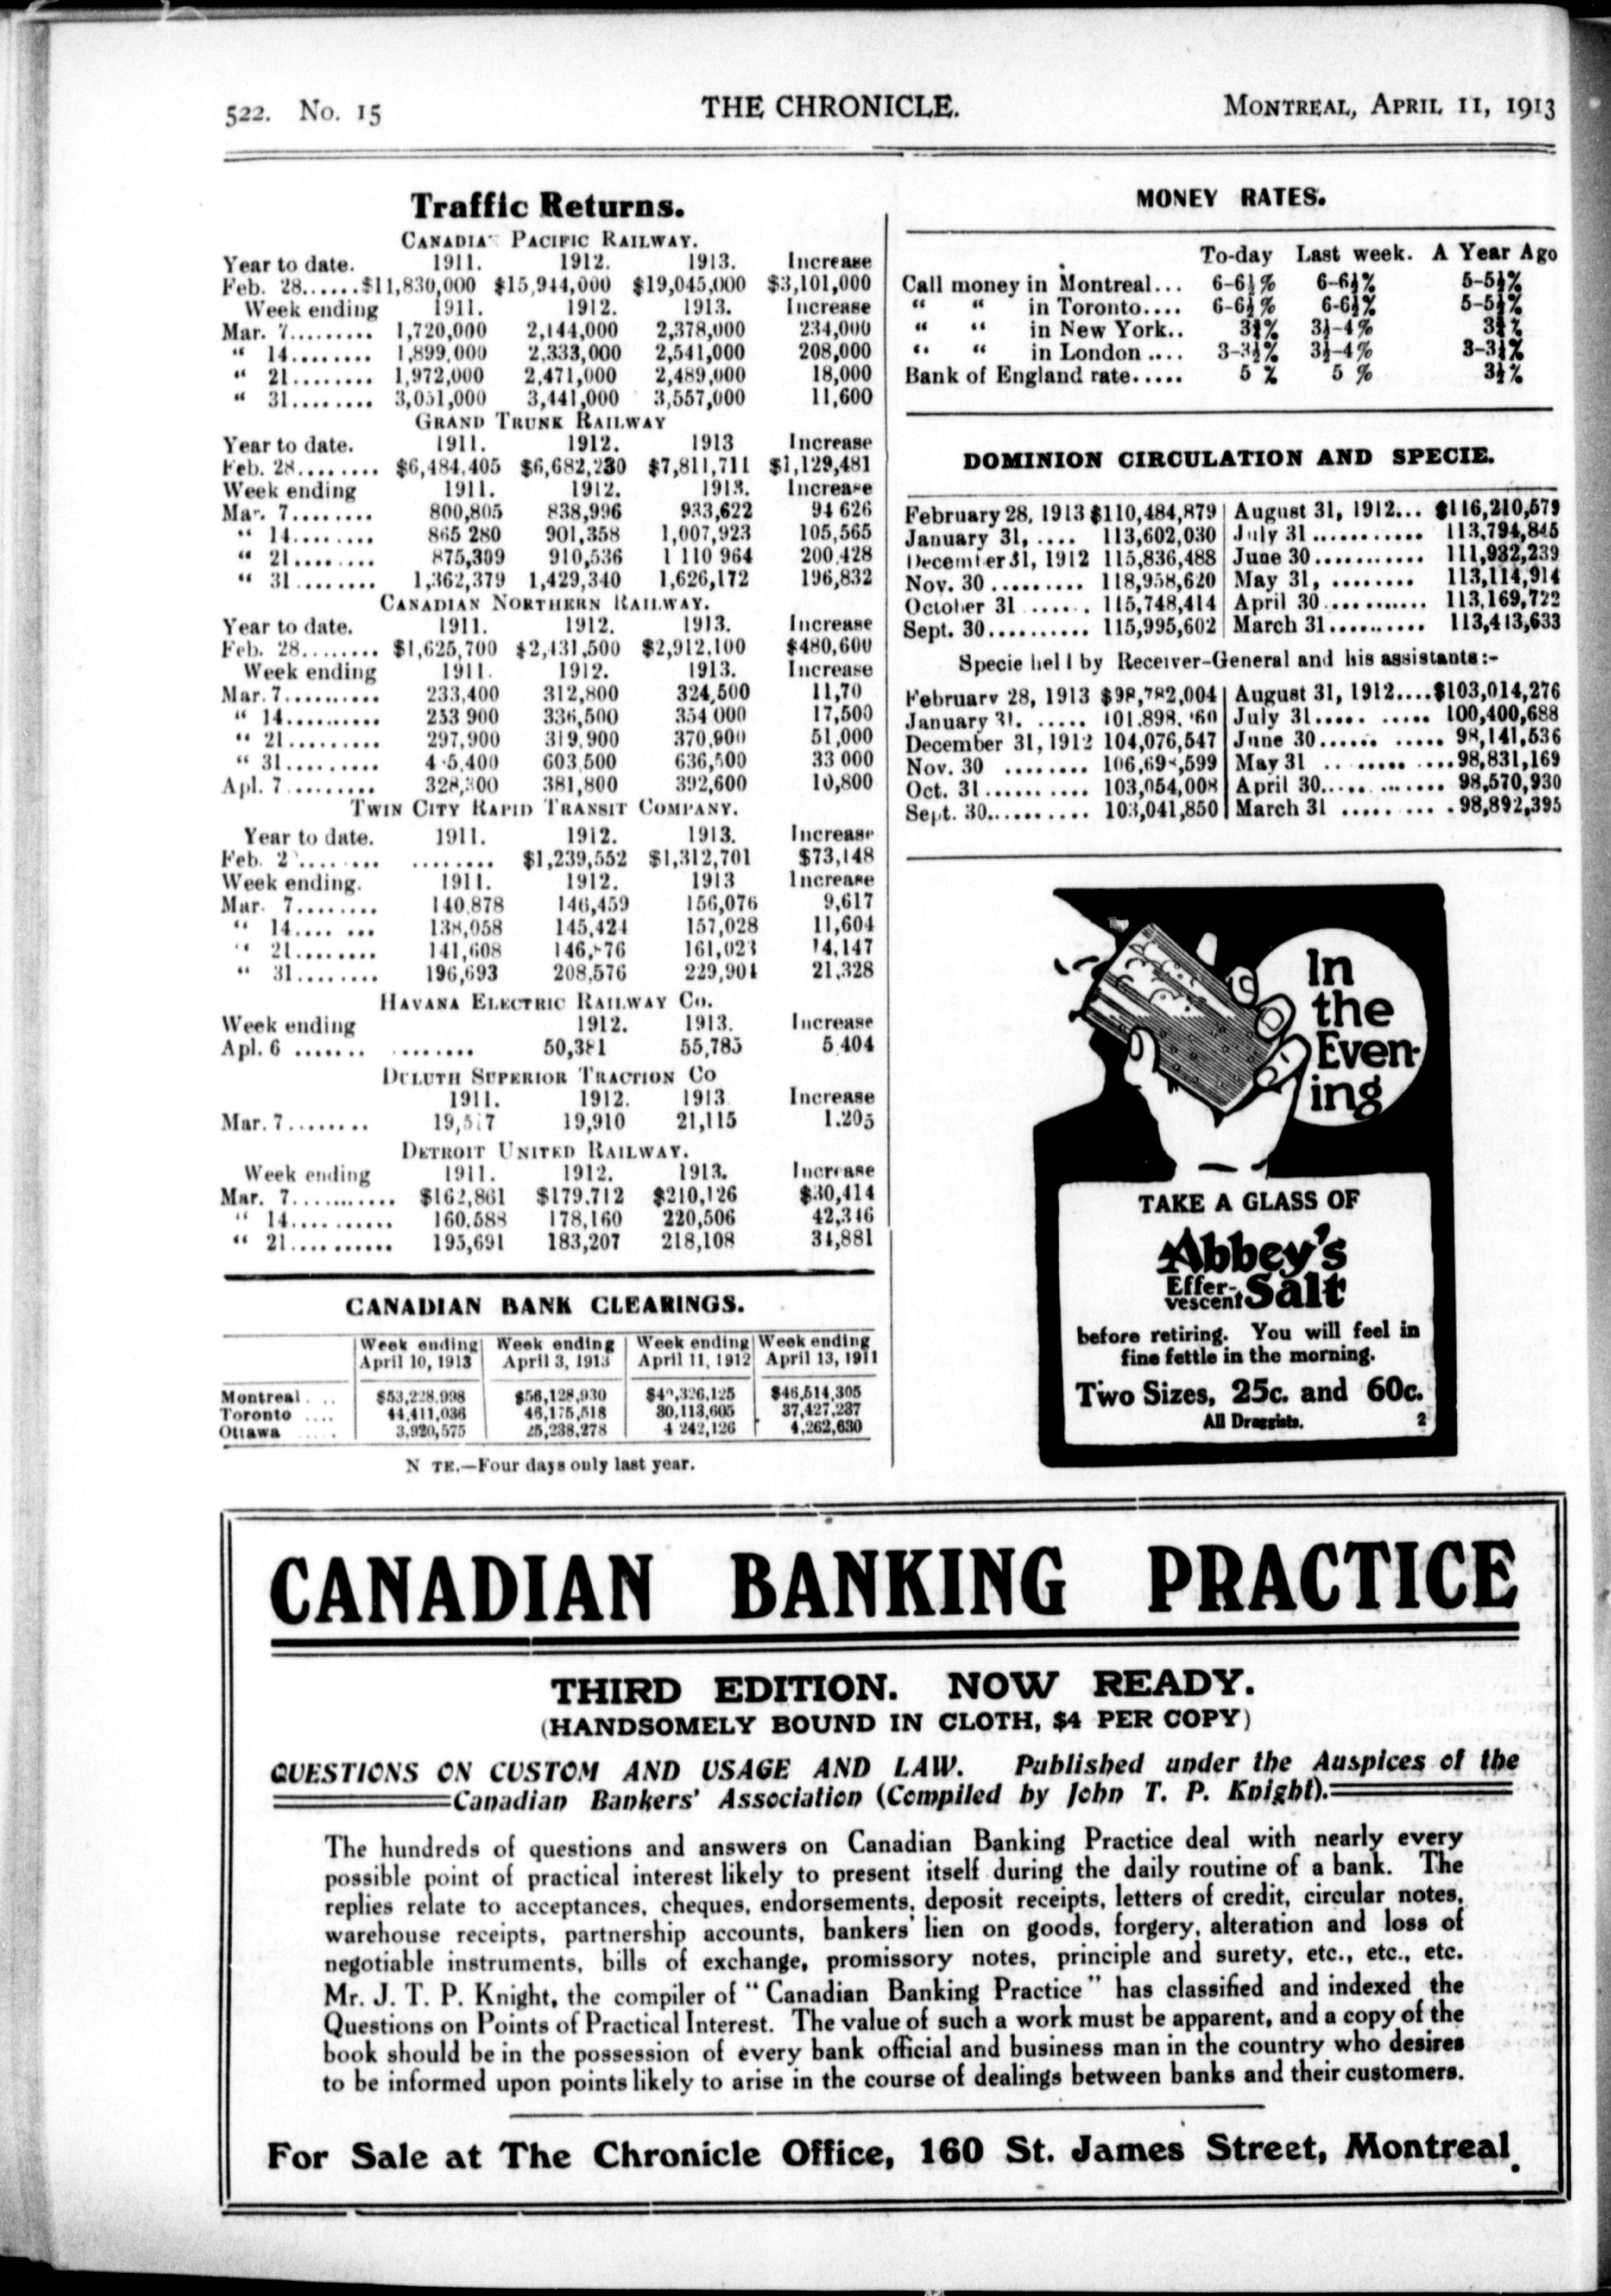 522. No. 15 THE CHRONICLE. MONTREAL, APRIL 11, 1913
Traffic Returns.
CANADIA PACIFIC RAILWAY.
Year to date. 1911. 1912. 1913. Increase
Feb. 28......$11,830,000 $15,944,000 $19,045,000 $3,101,000
Week ending 1911. 1912. 1913. Increase
Mar. 7......... 1,720,000 2,144,000 2,378,000 234,000
“ 14........ 1,899,000 2,333,000 2,541,000 208,000
“ 21........ 1,972,000 2,471,000 2,489,000 18,000
“ 31........ 3,051,000 3,441,000 3,557,000 11,600
GRAND TRUNK RAILWAY
Year to date. 1911. 1912. 1913 Increase
Feb. 28........ $6,484,405 $6,682,230 $7,811,711 $1,129,481
Week ending 1911. 1912. 1913. Increase
Mar. 7........ 800,805 838,996 933,622 94 626
“ 14........ 865 280 901,358 1,007,923 105,565
“ 21........ 875,309 910,536 1 110 964 200,428
“ 31........ 1,362,379 1,429,340 1,626,172 196,832
CANADIAN NORTHERN RAILWAY.
Year to date. 1911. 1912. 1913. Increase
Feb. 28........ $1,625,700 $2,431,500 $2,912,100 $480,600
Week ending 1911. 1912. 1913. Increase
Mar. 7.......... 233,400 312,800 324,500 11,70
“ 14.......... 253 900 336,500 354 000 17,500
“ 21......... 297,900 319,900 370,900 51,000
“ 31......... 603,500 636,500 33 000
Apl. 7......... 328,300 381,800 392,600 10,800
TWIN CITY RAPID TRANSIT COMPANY.
Year to date. 1911. 1912. 1913. Increase
Feb. ........ $1,239,552 $1,312,701 $73,148
Week ending. 1911. 1912. 1913 Increase
Mar. 7........ 140,878 146,459 156,076 9,617
“ 14.... ... 138,058 145,424 157,028 11,604
“ 21........ 141,608 161,023 14,147
“ 31........ 196,693 208,576 229,904 21,328
HAVANA ELECTRIC RAILWAY CO.
Week ending 1912. 1913. Increase
Apl. 6 ....... ........ 50,381 55,785 5 404
DULUTH SUPERIOR TRACTION CO
1911. 1912. 1913 Increase
Mar. 7........ 19,910 21,115 1.205
DETROIT UNITED RAILWAY.
Week ending 1911. 1912. 1913. Increase
Mar. 7........... $162,861 $179.712 $210,126 $30,414
“ 14.......... 160,588 178,160 220,506 42,346
“ 21.......... 195,691 183,207 218,108 34,881
CANADIAN BANK CLEARINGS.
Week ending Week ending Week ending Week ending
April 10, 1913 April 3, 1913 April 11, 1912 April 13, 1911
Montreal . .. $53,228,998 $56,128,930 $46,514,305
Toronto .... 44,411,036 46,175,518 30,113,605 37,427,237
Ottawa ..... 3,920,575 25,238,278 4 242,126 4,262,630
N TE.—Four days only last year.
MONEY RATES.
To-day Last week. A Year Ago
Call money in Montreal... 6-6½% 6-6½% 5-5½%
“ “ in Toronto.... 6-6½% 6-6½% 5-5½%
“ “ in New York.. 3½-4%
“ “ in London .... 3-3½% 3½-4% 3-3½%
Bank of England rate..... 5 % 5 % 3½%
DOMINION CIRCULATION AND SPECIE.
February 28, 1913 $110,484,879 August 31, 1912... $116,210,579
January 31, .... 113,602,030 July 31 ........... 113,794,845
December 31, 1912 115,836,488 June 30........... 111,932,239
Nov. 30 ......... 118,958,620 May 31, ........ 113,114,914
October 31 ...... 115,748,414 April 30........... 113,169,722
Sept. 30.......... 115,995,602 March 31.......... 113,413,633
Specie hel l by Receiver-General and his assistants:-
February 28, 1913 $98,782,004 August 31, 1912....$103,014,276
January 31. ..... July 31..... ..... 100,400,688
December 31, 1912 104,076,547 June 30...... ..... 98,141,536
Nov. 30 ........ May 31 .. ..... ....98,831,169
Oct. 31.......... 103,054,008 April 30..... ....... 98,570,930
Sept. 30.......... 103,041,850 March 31 ..... .... . 98,892,395
In
the
Even-
ing
TAKE A GLASS OF
Abbey's
Effer-
vescent Salt
before retiring. You will feel in
fine fettle in the morning.
Two Sizes, 25c. and 60c.
All Druggists. 2
CANADIAN BANKING PRACTICE
THIRD EDITION. NOW READY.
(HANDSOMELY BOUND IN CLOTH, $4 PER COPY)
QUESTIONS ON CUSTOM AND USAGE AND LAW. Published under the Auspices of the
Canadian Bankers' Association (Compiled by John T. P. Knight).
The hundreds of questions and answers on Canadian Banking Practice deal with nearly every
possible point of practical interest likely to present itself during the daily routine of a bank. The
replies relate to acceptances, cheques, endorsements, deposit receipts, letters of credit, circular notes,
warehouse receipts, partnership accounts, bankers' lien on goods, forgery, alteration and loss of
negotiable instruments, bills of exchange, promissory notes, principle and surety, etc., etc., etc.
Mr. J. T. P. Knight, the compiler of “Canadian Banking Practice” has classified and indexed the
Questions on Points of Practical Interest. The value of such a work must be apparent, and a copy of the
book should be in the possession of every bank official and business man in the country who desires
to be informed upon points likely to arise in the course of dealings between banks and their customers.
For Sale at The Chronicle Office, 160 St. James Street, Montreal.